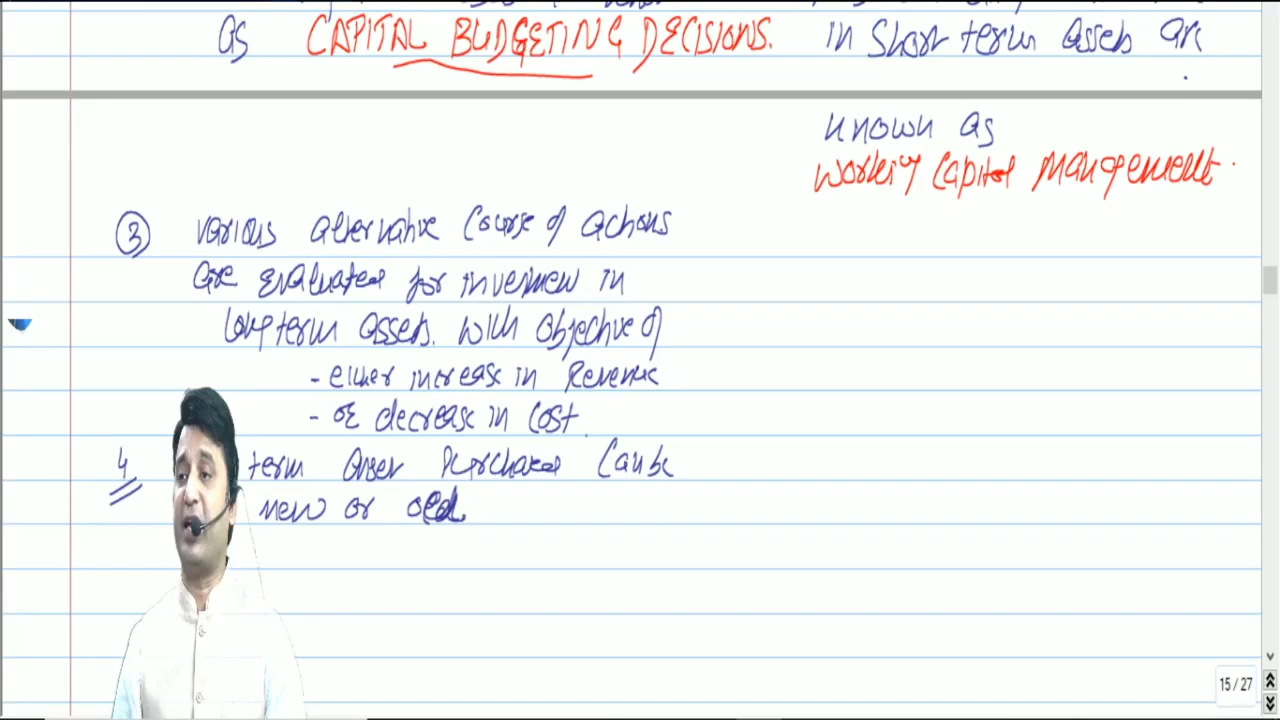 as CAPITAL BUDGETING DECISIONS.
in short term assets are
known as
working capital management.
3 various alternative course of actions
are evaluated for investment in
long term assets. with objective of
- either increase in Revenue
- or decrease in cost.
4 term asset purchased can be
new or old
15 / 27